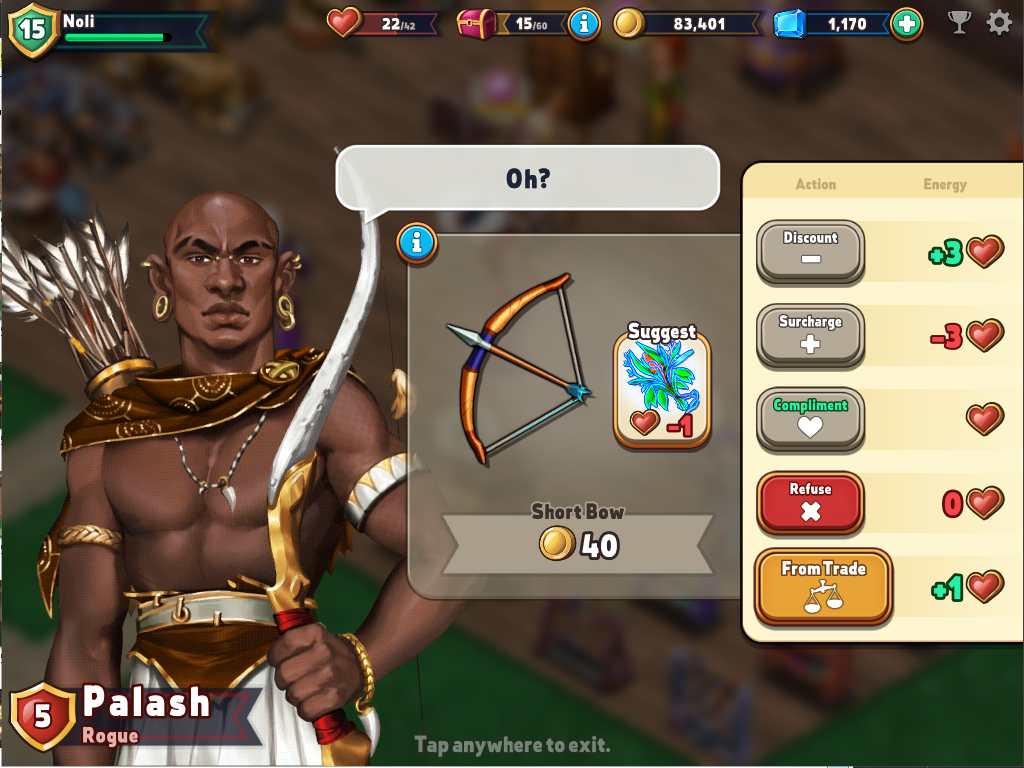 15
Noli
22/42
15/60
83,401
1,170
Oh?
Action
Energy
Discount
+3
Surcharge
-3
Suggest
-1
Compliment
Refuse
0
Short Bow
40
From Trade
+1
5
Palash
Rogue
Tap anywhere to exit.